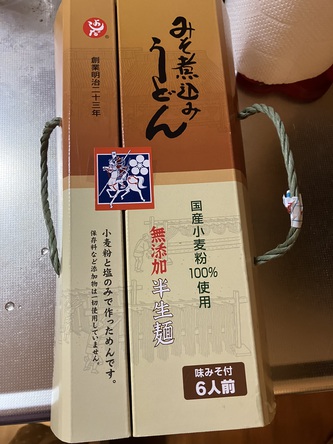 みそ煮込み
うどん
創業明治二十三年
国産小麦粉
100%
使用
無添加 半生麺
小麦粉と塩のみで作っためんです。
保存料など添加物は一切使用していません。
味みそ付
6人前